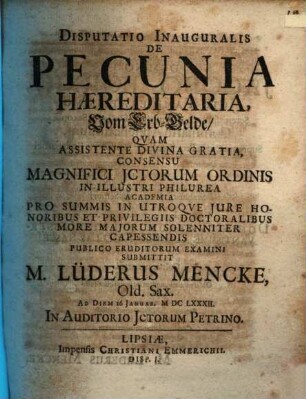 DISPUTATIO INAUGURALIS
DE
PECUNIA
HÆREDITARIA,
Vom Erb-Gelde/
QVAM
ASSISTENTE DIVINA GRATIA,
CONSENSU
MAGNIFICI JCTORUM ORDINIS
IN ILLUSTRI PHILUREA
ACADEMIA
PRO SUMMIS IN UTROQVE JURE HO-
NORIBUS ET PRIVILEGIIS DOCTORALIBUS
MORE MAJORUM SOLENNITER
CAPESSENDIS
PUBLICO ERUDITORUM EXAMINI
SUBMITTIT
M. LÜDERUS MENCKE,
Old. Sax.
AD DIEM Januar. M DC LXXXII.
IN AUDITORIO JCTORUM PETRINO.
LIPSIÆ,
Impensis CHRISTIANI EMMERICHII.